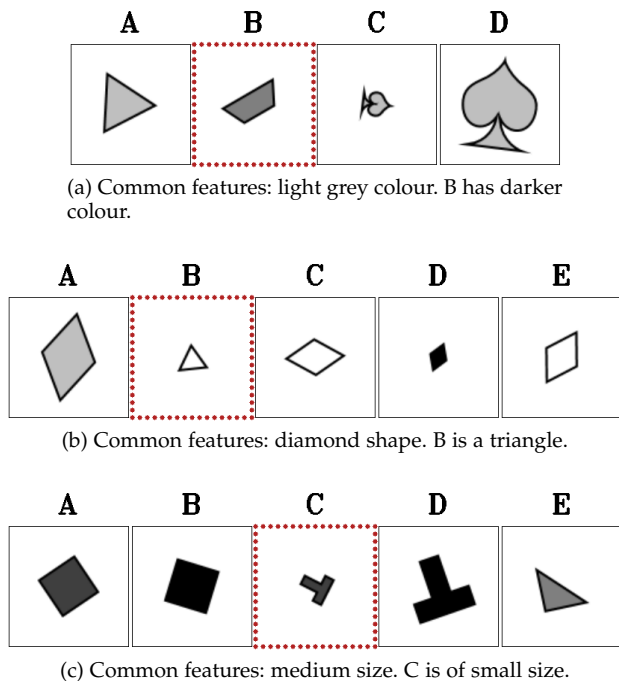 A B C D
(a) Common features: light grey colour. B has darker
colour.
A B C D E
(b) Common features: diamond shape. B is a triangle.
A B C D E
(c) Common features: medium size. C is of small size.